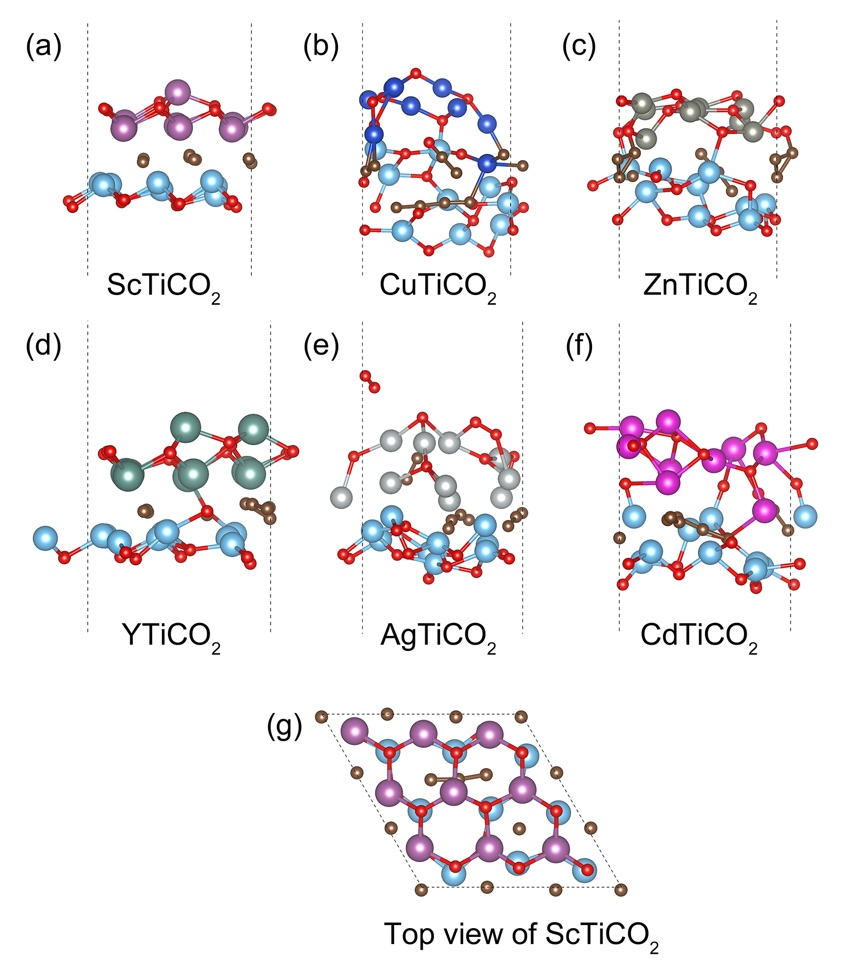 (a) (b) (c)
ScTiCO₂ CuTiCO₂ ZnTiCO₂
(d) (e) (f)
YTiCO₂ AgTiCO₂ CdTiCO₂
(g)
Top view of ScTiCO₂